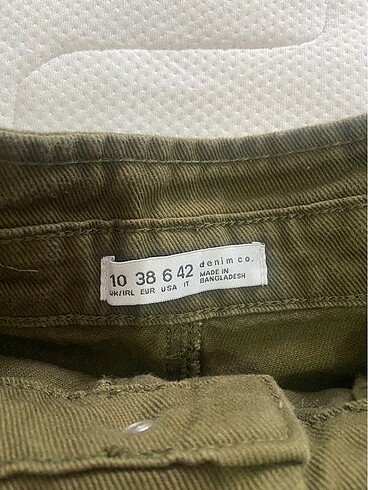 10 38 6 42 denim co.
UK/IRL EUR USA IT MADE IN
BANGLADESH